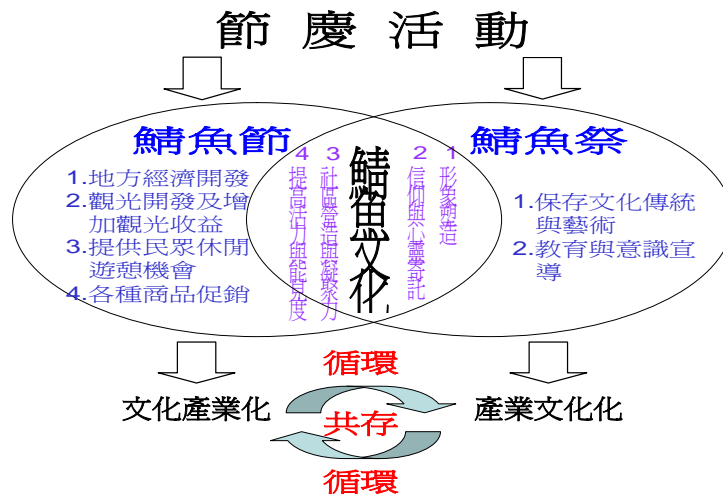 節慶活動
鯖魚節
1.地方經濟開發
2.觀光開發及增
加觀光收益
3.提供民眾休閒
遊憩機會
4.各種商品促銷
鯖魚文化
1 形象塑造
2 信仰與心靈寄託
3 社區營造與凝聚力
4 提高活力與能見度
鯖魚祭
1.保存文化傳統
與藝術
2.教育與意識宣
導
循環
文化產業化
共存
產業文化化
循環